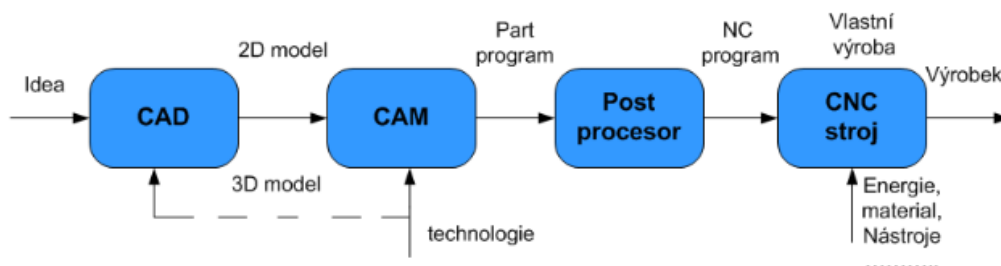 Idea
CAD
2D model
3D model
CAM
technologie
Part
program
Post
procesor
NC
program
Vlastní
výroba
CNC
stroj
Výrobek
Energie,
material,
Nástroje